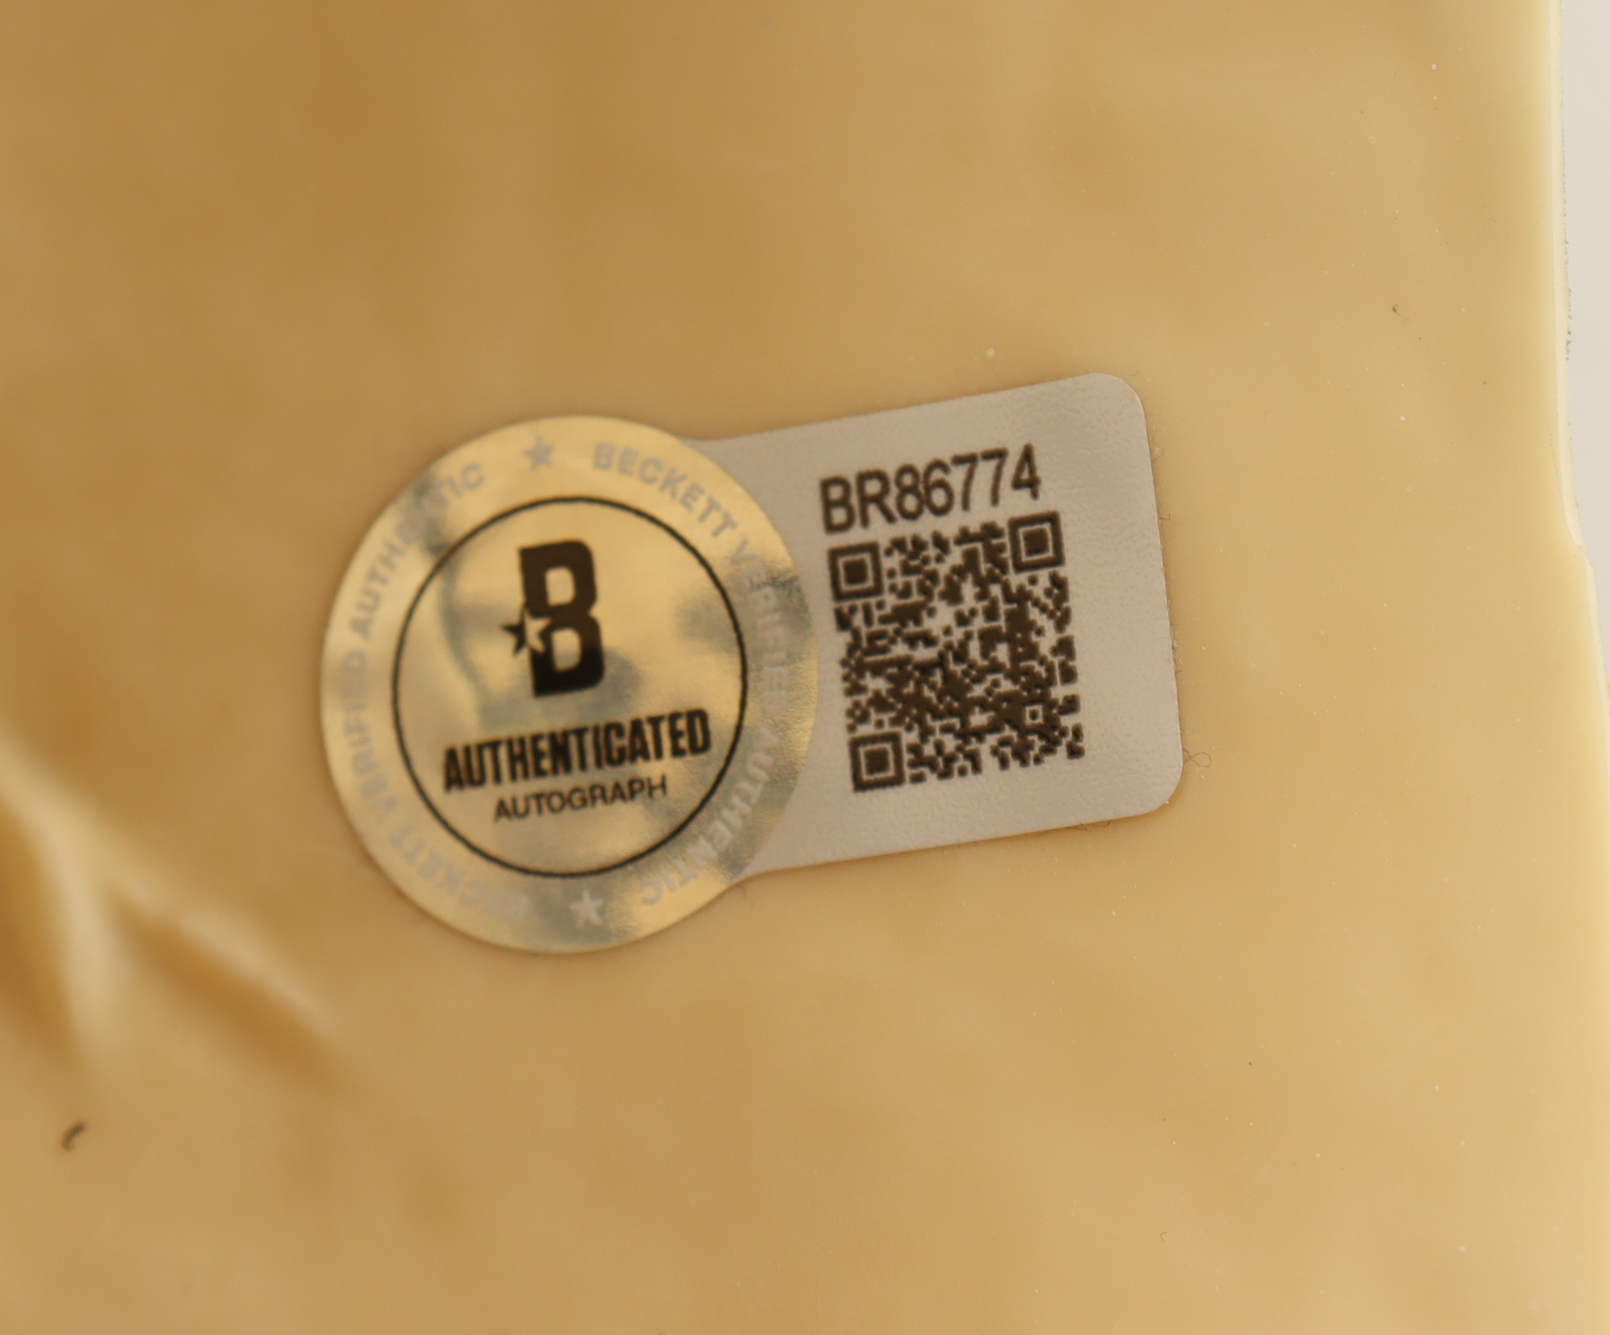 ★ BECKETT VERIFIED AUTHENTIC ★ BECKETT VERIFIED AUTHENTIC
B
AUTHENTICATED
AUTOGRAPH
BR86774